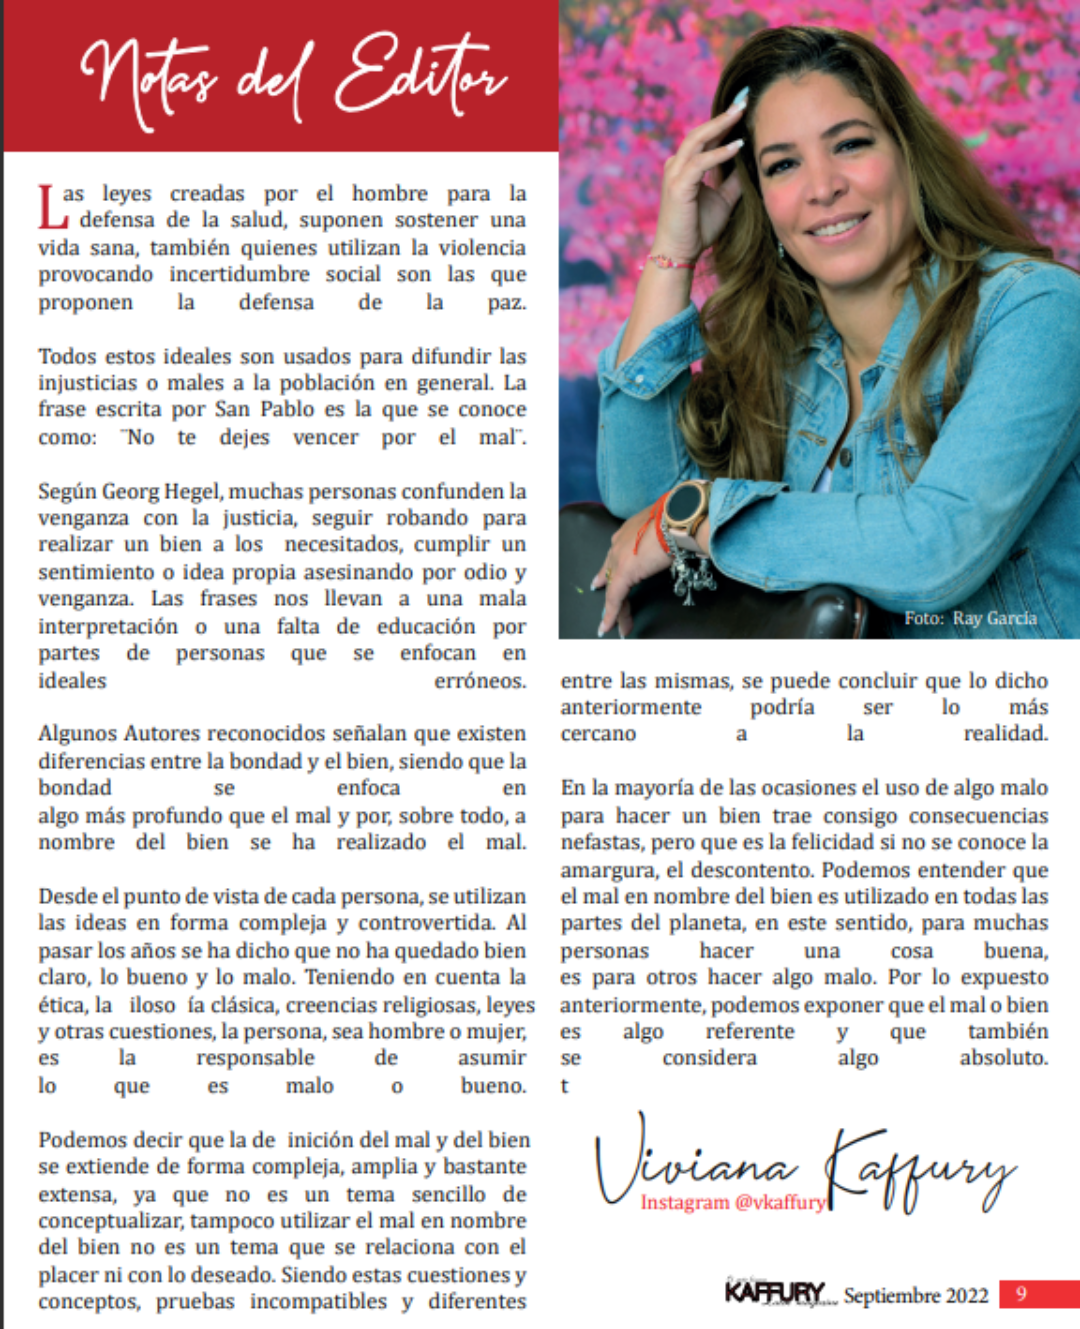 Notas del Editor
Las leyes creadas por el hombre para la
defensa de la salud, suponen sostener una
vida sana, también quienes utilizan la violencia
provocando incertidumbre social son las que
proponen la defensa de la paz.
Todos estos ideales son usados para difundir las
injusticias o males a la población en general. La
frase escrita por San Pablo es la que se conoce
como: ¨No te dejes vencer por el mal¨.
Según Georg Hegel, muchas personas confunden la
venganza con la justicia, seguir robando para
realizar un bien a los necesitados, cumplir un
sentimiento o idea propia asesinando por odio y
venganza. Las frases nos llevan a una mala
interpretación o una falta de educación por
partes de personas que se enfocan en
ideales erróneos.
Algunos Autores reconocidos señalan que existen
diferencias entre la bondad y el bien, siendo que la
bondad se enfoca en
algo más profundo que el mal y por, sobre todo, a
nombre del bien se ha realizado el mal.
Desde el punto de vista de cada persona, se utilizan
las ideas en forma compleja y controvertida. Al
pasar los años se ha dicho que no ha quedado bien
claro, lo bueno y lo malo. Teniendo en cuenta la
ética, la iloso ía clásica, creencias religiosas, leyes
y otras cuestiones, la persona, sea hombre o mujer,
es la responsable de asumir
lo que es malo o bueno.
Podemos decir que la de inición del mal y del bien
se extiende de forma compleja, amplia y bastante
extensa, ya que no es un tema sencillo de
conceptualizar, tampoco utilizar el mal en nombre
del bien no es un tema que se relaciona con el
placer ni con lo deseado. Siendo estas cuestiones y
conceptos, pruebas incompatibles y diferentes
Foto: Ray García
entre las mismas, se puede concluir que lo dicho
anteriormente podría ser lo más
cercano a la realidad.
En la mayoría de las ocasiones el uso de algo malo
para hacer un bien trae consigo consecuencias
nefastas, pero que es la felicidad si no se conoce la
amargura, el descontento. Podemos entender que
el mal en nombre del bien es utilizado en todas las
partes del planeta, en este sentido, para muchas
personas hacer una cosa buena,
es para otros hacer algo malo. Por lo expuesto
anteriormente, podemos exponer que el mal o bien
es algo referente y que también
se considera algo absoluto.
t
Viviana Kaffury
Instagram @vkaffury
KAFFURY Septiembre 2022 9